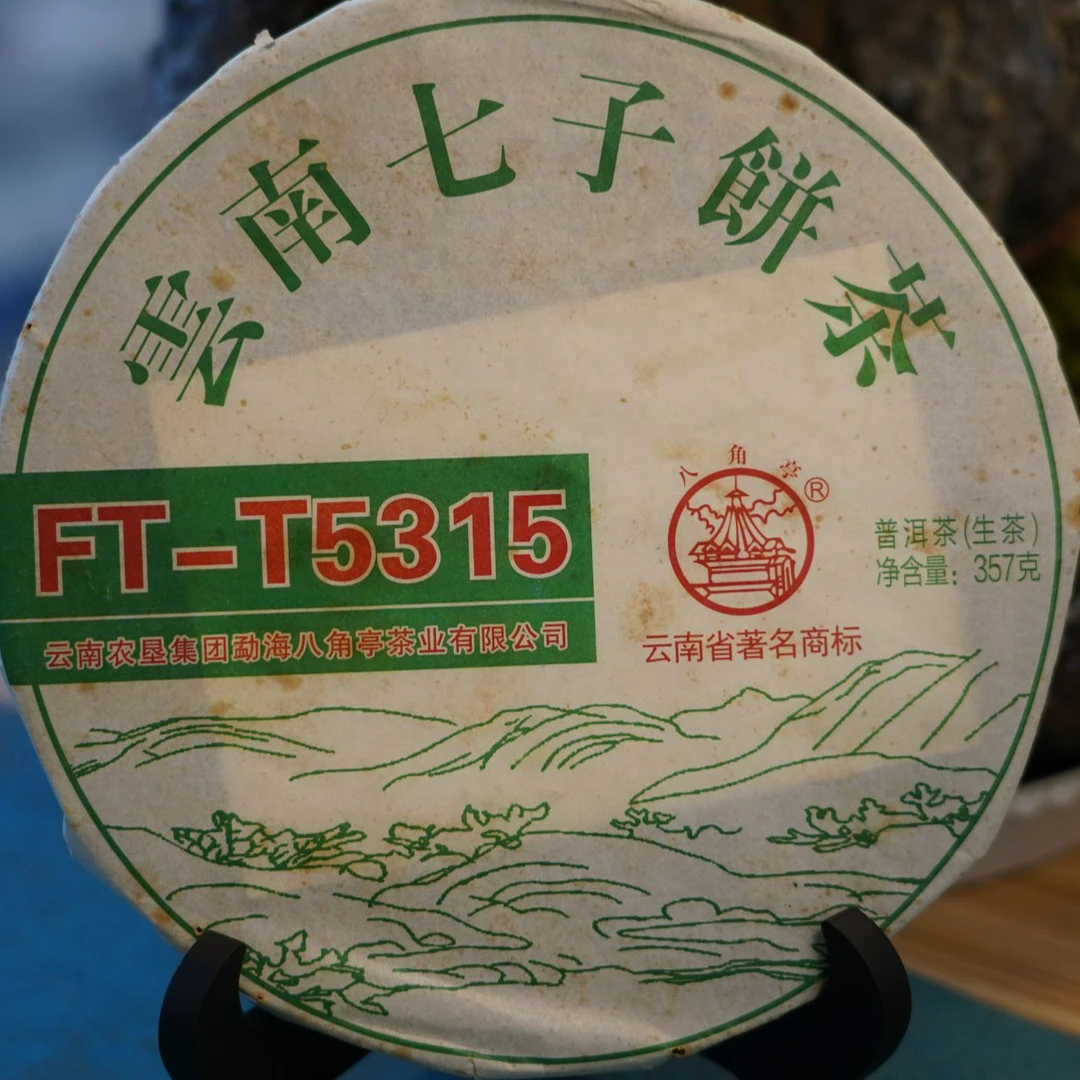 雲南七子餅茶
FT-T5315
云南农垦集团勐海八角亭茶业有限公司
八角亭
®
云南省著名商标
普洱茶(生茶)
净含量：357克